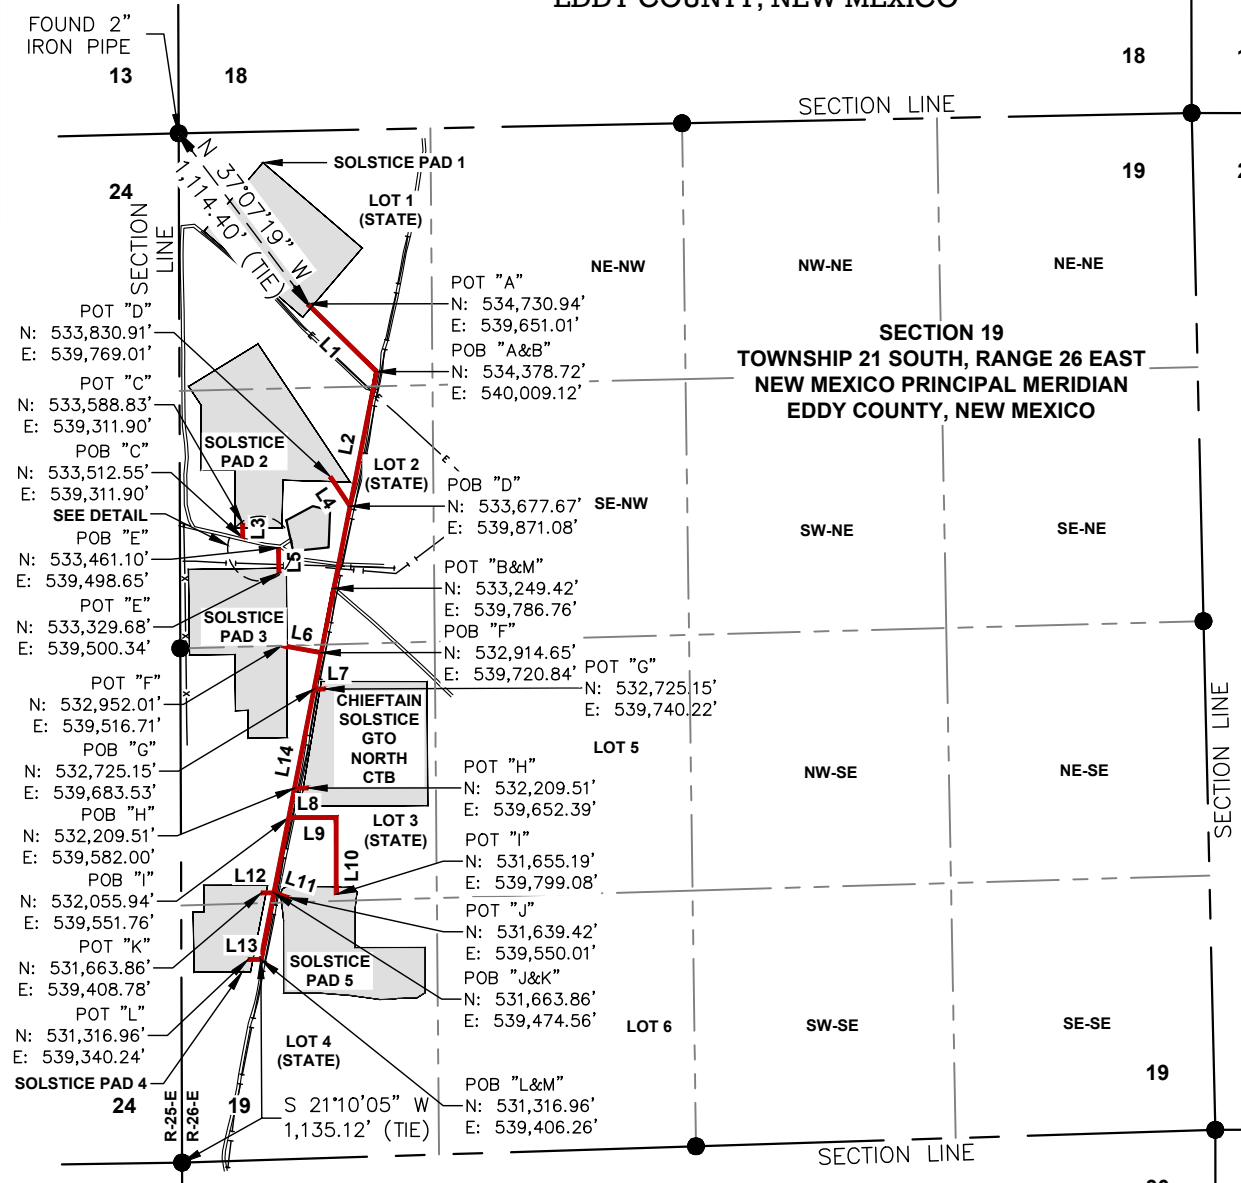 EDDY COUNTY, NEW MEXICO
FOUND 2"
IRON PIPE
13
18
18
SECTION LINE
24
19
SECTION
LINE
N 37°07'19" W
1,114.40' (TIE)
SOLSTICE PAD 1
LOT 1
(STATE)
NE-NW
NW-NE
NE-NE
SECTION 19
TOWNSHIP 21 SOUTH, RANGE 26 EAST
NEW MEXICO PRINCIPAL MERIDIAN
EDDY COUNTY, NEW MEXICO
POT "A"
N: 534,730.94'
E: 539,651.01'
POB "A&B"
N: 534,378.72'
E: 540,009.12'
POT "D"
N: 533,830.91'
E: 539,769.01'
POT "C"
N: 533,588.83'
E: 539,311.90'
POB "C"
N: 533,512.55'
E: 539,311.90'
SEE DETAIL
POB "E"
N: 533,461.10'
E: 539,498.65'
POT "E"
N: 533,329.68'
E: 539,500.34'
L1
L2
SOLSTICE
PAD 2
LOT 2
(STATE)
L4
L3
L5
E
E
E
POB "D"
N: 533,677.67'
E: 539,871.08'
SE-NW
SW-NE
SE-NE
POT "B&M"
N: 533,249.42'
E: 539,786.76'
POB "F"
N: 532,914.65'
E: 539,720.84'
SOLSTICE
PAD 3
L6
L7
POT "G"
N: 532,725.15'
E: 539,740.22'
POT "F"
N: 532,952.01'
E: 539,516.71'
POB "G"
N: 532,725.15'
E: 539,683.53'
POB "H"
N: 532,209.51'
E: 539,582.00'
POB "I"
N: 532,055.94'
E: 539,551.76'
POT "K"
N: 531,663.86'
E: 539,408.78'
POT "L"
N: 531,316.96'
E: 539,340.24'
SOLSTICE PAD 4
CHIEFTAIN
SOLSTICE
GTO
NORTH
CTB
L14
L8
L9
L10
LOT 3
(STATE)
LOT 5
NW-SE
NE-SE
SECTION LINE
POT "H"
N: 532,209.51'
E: 539,652.39'
POT "I"
N: 531,655.19'
E: 539,799.08'
L12
L11
L13
POT "J"
N: 531,639.42'
E: 539,550.01'
SOLSTICE
PAD 5
POB "J&K"
N: 531,663.86'
E: 539,474.56'
LOT 6
SW-SE
SE-SE
LOT 4
(STATE)
POB "L&M"
N: 531,316.96'
E: 539,406.26'
24
R-25-E
R-26-E
19
S 21°10'05" W
1,135.12' (TIE)
19
SECTION LINE